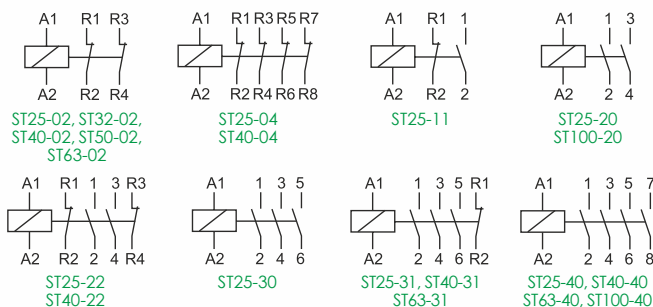 A1 R1 R3
A2 R2 R4
ST25-02, ST32-02,
ST40-02, ST50-02,
ST63-02
A1 R1 R3 R5 R7
A2 R2 R4 R6 R8
ST25-04
ST40-04
A1 R1 1
A2 R2 2
ST25-11
A1 1 3
A2 2 4
ST25-20
ST100-20
A1 R1 1 3 R3
A2 R2 2 4 R4
ST25-22
ST40-22
A1 1 3 5
A2 2 4 6
ST25-30
A1 1 3 5 R1
A2 2 4 6 R2
ST25-31, ST40-31
ST63-31
A1 1 3 5 7
A2 2 4 6 8
ST25-40, ST40-40
ST63-40, ST100-40